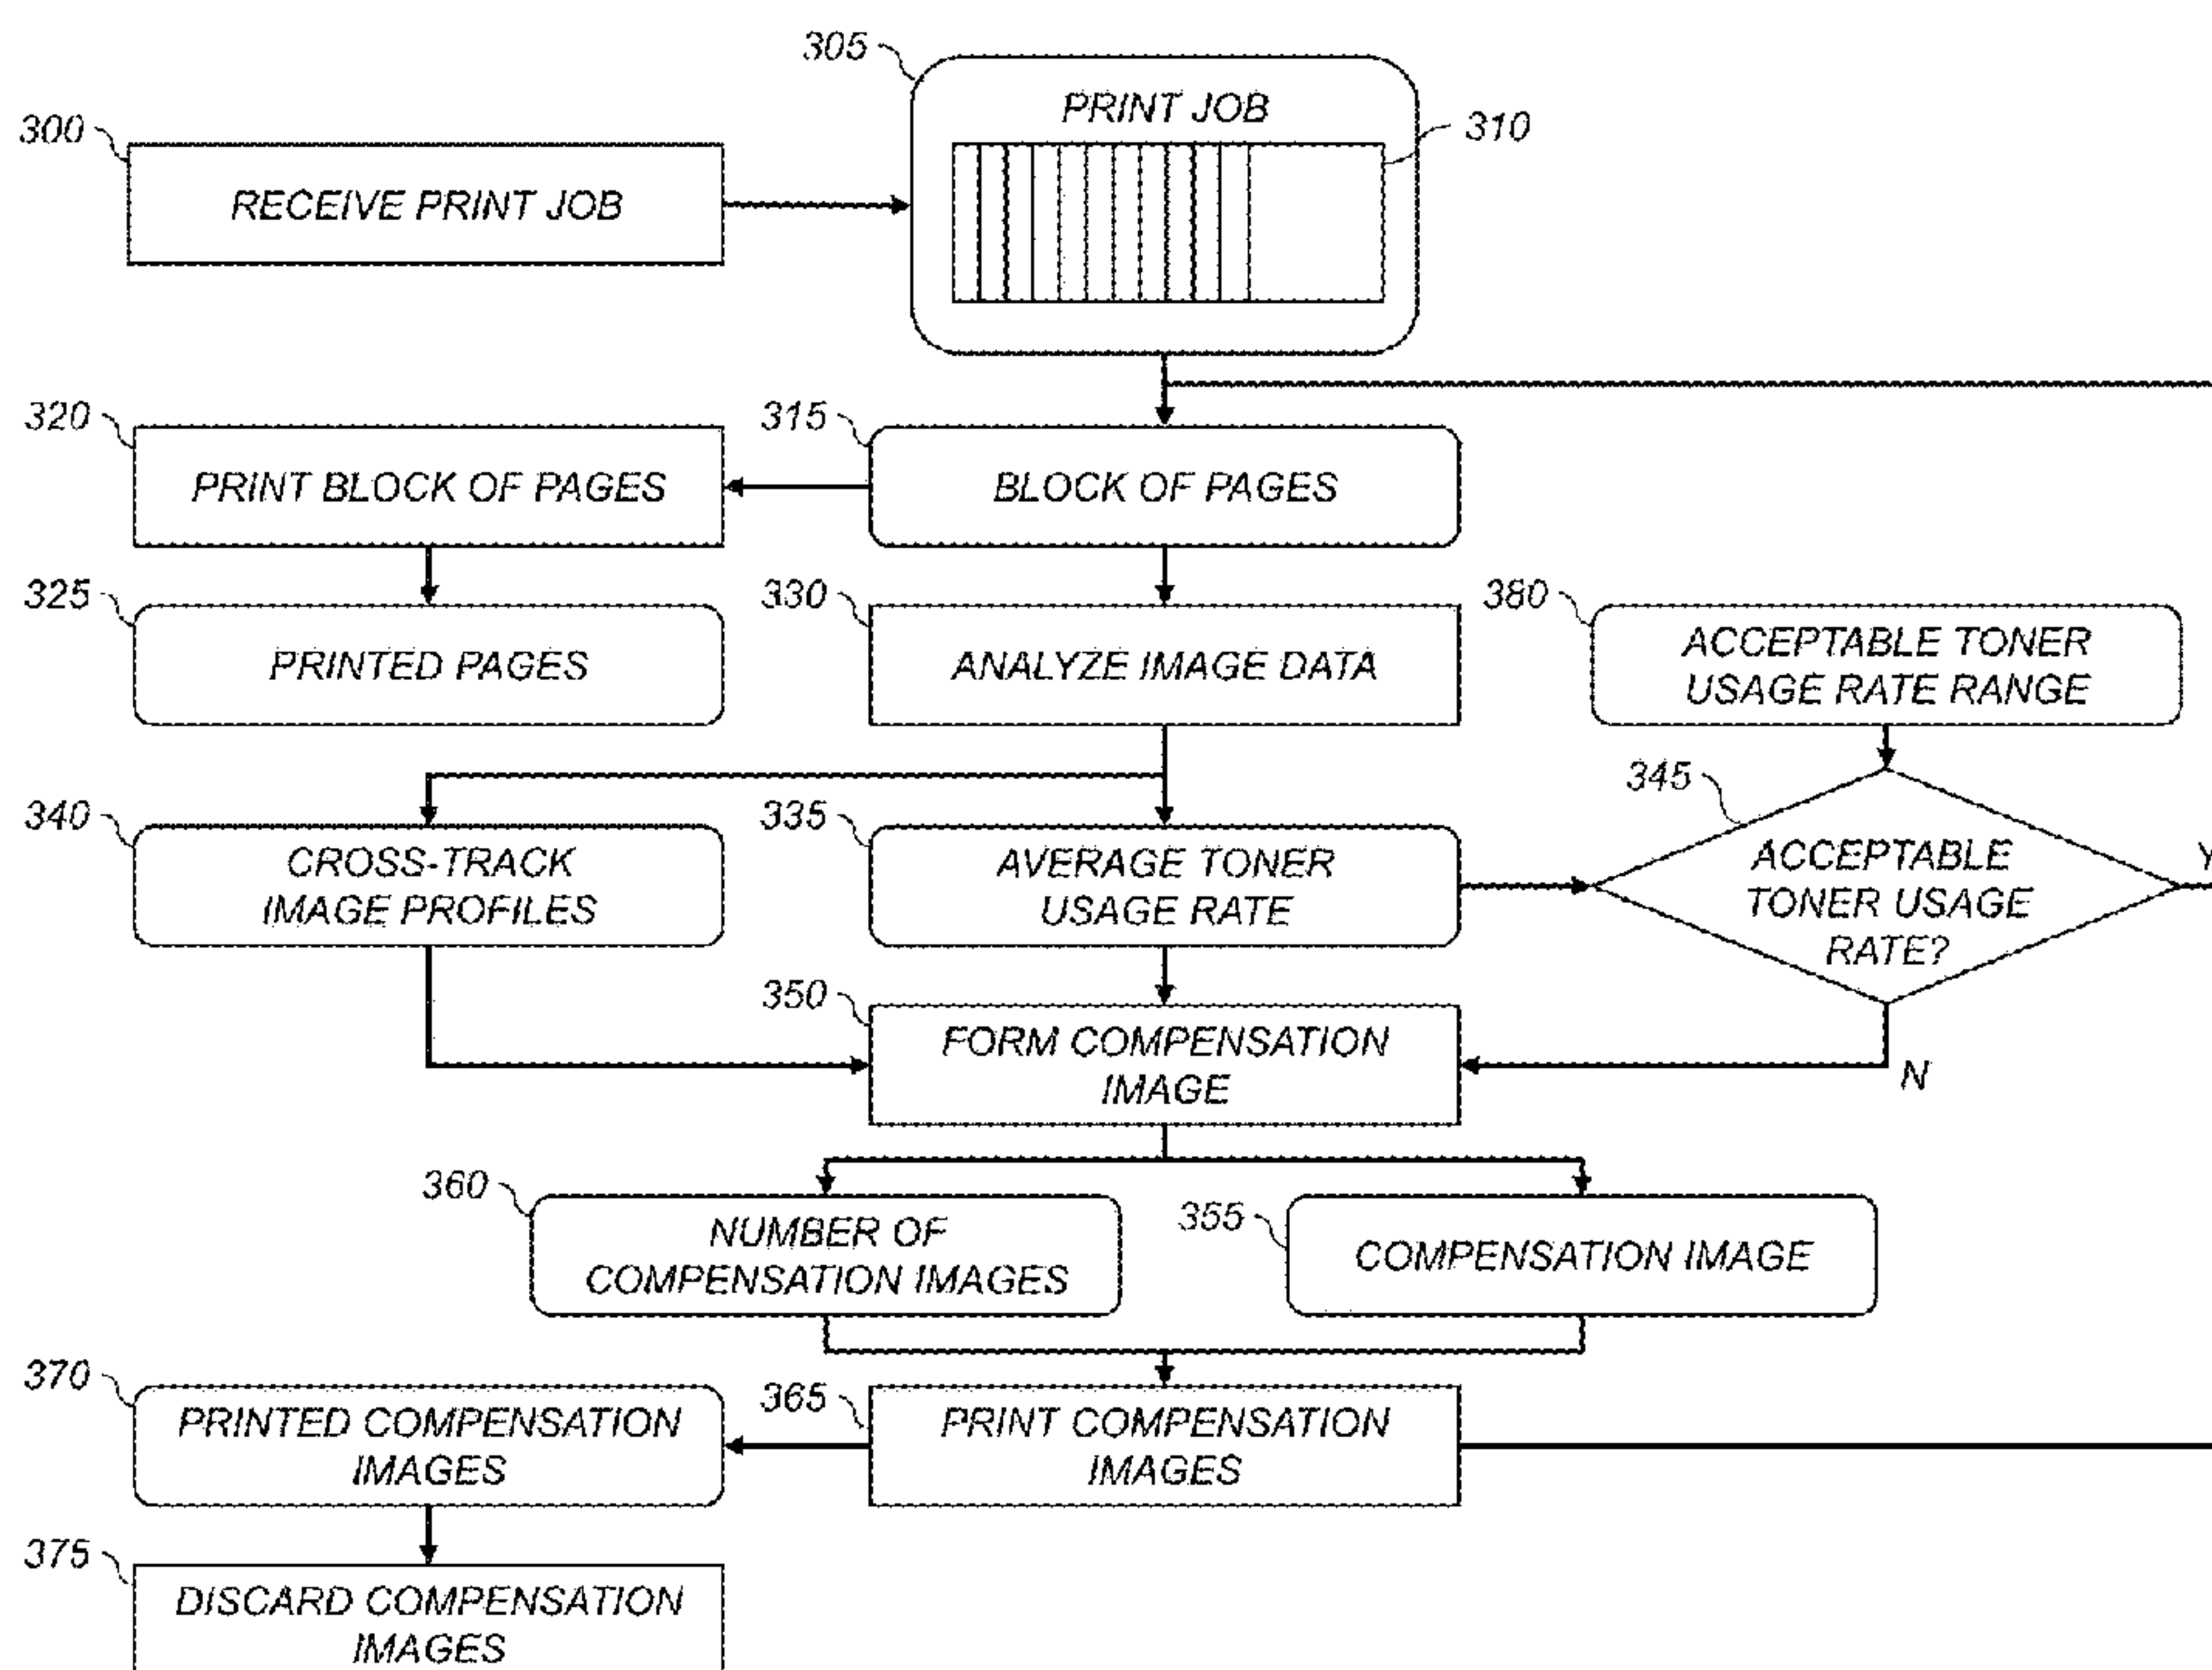 305
PRINT JOB
310
300
RECEIVE PRINT JOB
320
PRINT BLOCK OF PAGES
315
BLOCK OF PAGES
325
PRINTED PAGES
330
ANALYZE IMAGE DATA
380
ACCEPTABLE TONER
USAGE RATE RANGE
340
CROSS-TRACK
IMAGE PROFILES
335
AVERAGE TONER
USAGE RATE
345
ACCEPTABLE
TONER USAGE
RATE?
Y
350
FORM COMPENSATION
IMAGE
N
360
NUMBER OF
COMPENSATION IMAGES
355
COMPENSATION IMAGE
370
PRINTED COMPENSATION
IMAGES
365
PRINT COMPENSATION
IMAGES
375
DISCARD COMPENSATION
IMAGES